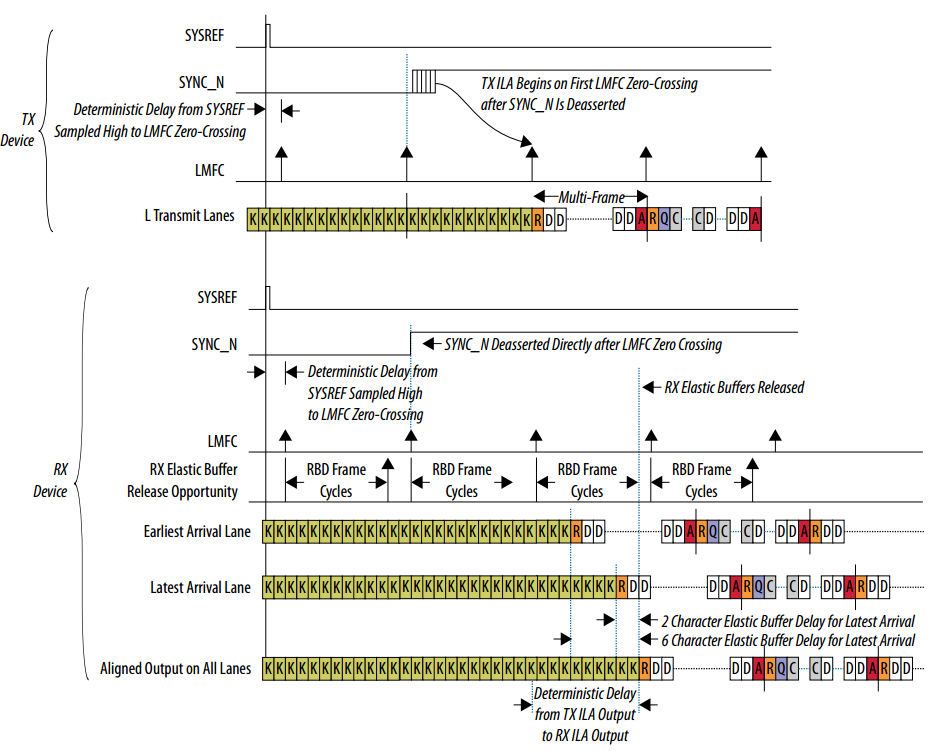 SYSREF
SYNC_N
TX ILA Begins on First LMFC Zero-Crossing
after SYNC_N Is Deasserted
Deterministic Delay from SYSREF
Sampled High to LMFC Zero-Crossing
TX
Device
LMFC
Multi-Frame
L Transmit Lanes
KKKKKKKKKKKKKKKKKKKKKKKKKRDD DDARQC CD DDA
SYSREF
SYNC_N
SYNC_N Deasserted Directly after LMFC Zero Crossing
Deterministic Delay from
SYSREF Sampled High
to LMFC Zero-Crossing
RX Elastic Buffers Released
LMFC
RX
Device
RX Elastic Buffer
Release Opportunity
RBD Frame
Cycles
RBD Frame
Cycles
RBD Frame
Cycles
RBD Frame
Cycles
Earliest Arrival Lane
KKKKKKKKKKKKKKKKKKKKKKKKKKKRDD DDARQC CD DDARDD
Latest Arrival Lane
KKKKKKKKKKKKKKKKKKKKKKKKKKKKKKKRDD DDARQC CD DDARDD
2 Character Elastic Buffer Delay for Latest Arrival
6 Character Elastic Buffer Delay for Latest Arrival
Aligned Output on All Lanes
KKKKKKKKKKKKKKKKKKKKKKKKKKKKKKKKKRDD DDARQC CD DDARDD
Deterministic Delay
from TX ILA Output
to RX ILA Output